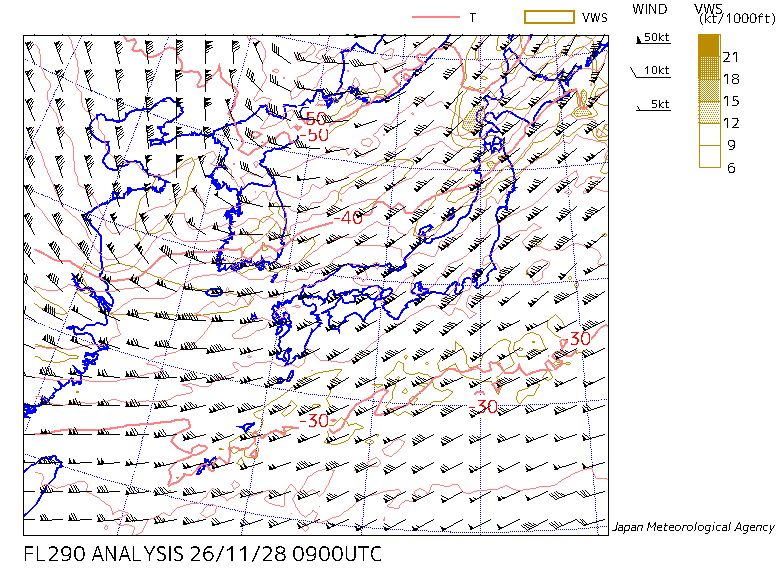 T
VWS
WIND
VWS
(kt/1000ft)
50kt
10kt
5kt
21
18
15
12
9
6
-50
-50
-40
30
-30
-30
Japan Meteorological Agency
FL290 ANALYSIS 26/11/28 0900UTC